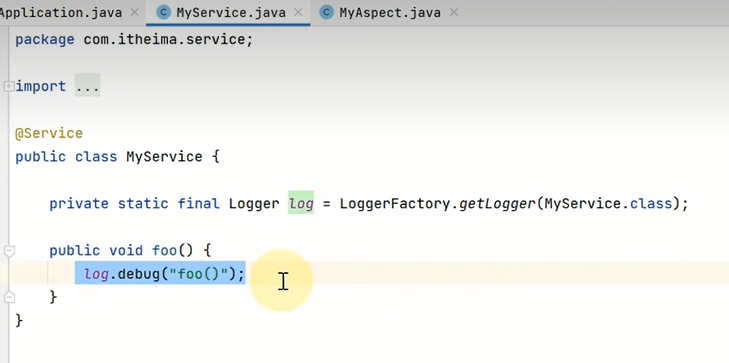 Application.java × MyService.java × MyAspect.java ×
package com.itheima.service;
import ...
@Service
public class MyService {
private static final Logger log = LoggerFactory.getLogger(MyService.class);
public void foo() {
log.debug("foo()");
}
}